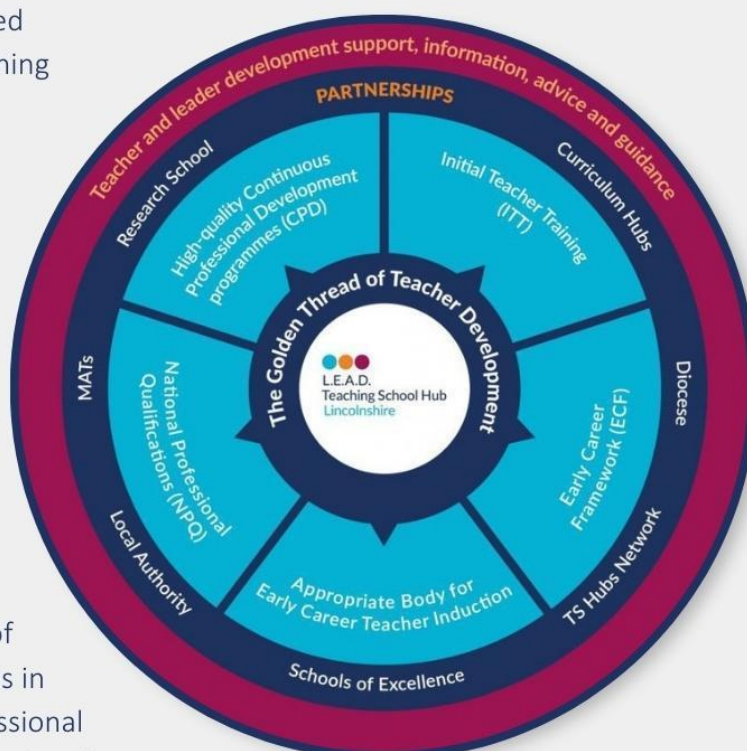 Teacher and leader development support, information, advice and guidance
PARTNERSHIPS
Research School
Curriculum Hubs
Diocese
TS Hubs Network
Schools of Excellence
Local Authority
MATs
High-quality Continuous
Professional Development
programmes (CPD)
Initial Teacher Training
(ITT)
Early Career
Framework (ECF)
Appropriate Body for
Early Career Teacher Induction
National Professional
Qualifications (NPQ)
The Golden Thread of Teacher Development
L.E.A.D.
Teaching School Hub
Lincolnshire
of
s in